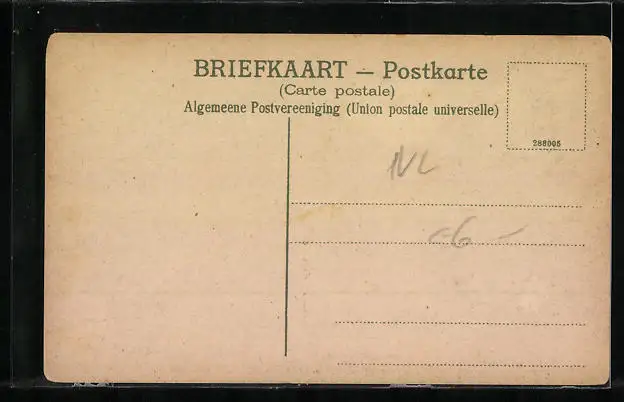 BRIEFKAART – Postkarte
(Carte postale)
Algemeene Postvereeniging (Union postale universelle)
288005
NL
-6-